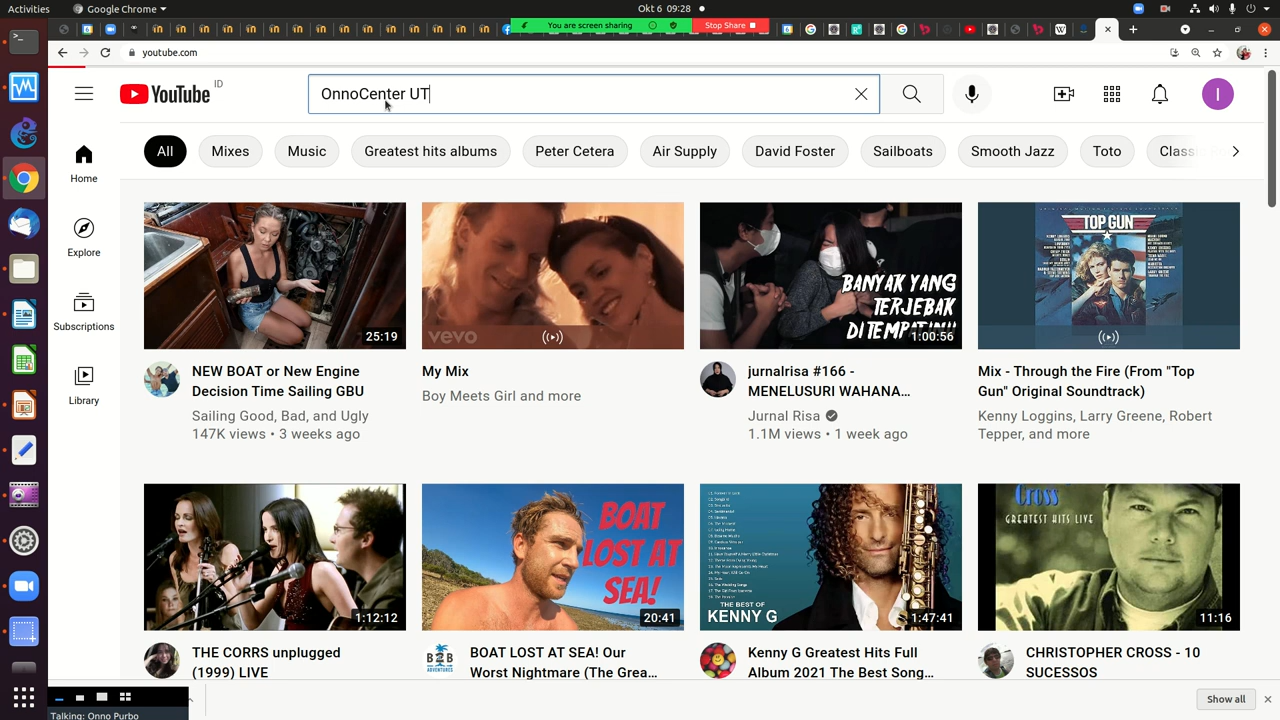 Activities
Google Chrome
Okt 6 09:28
You are screen sharing
Stop Share
youtube.com
YouTube
ID
OnnoCenter UT
All
Mixes
Music
Greatest hits albums
Peter Cetera
Air Supply
David Foster
Sailboats
Smooth Jazz
Toto
Home
Explore
Subscriptions
Library
25:19
vevo
BANYAK YANG
TERJEBAK
DI TEMPAT INI!
1:00:56
TOP GUN
NEW BOAT or New Engine
Decision Time Sailing GBU
Sailing Good, Bad, and Ugly
147K views • 3 weeks ago
My Mix
Boy Meets Girl and more
jurnalrisa #166 -
MENELUSURI WAHANA...
Jurnal Risa
1.1M views • 1 week ago
Mix - Through the Fire (From "Top
Gun" Original Soundtrack)
Kenny Loggins, Larry Greene, Robert
Tepper, and more
1:12:12
BOAT
LOST AT
SEA!
20:41
THE BEST OF
KENNY G
1:47:41
Cross
GREATEST HITS LIVE
11:16
THE CORRS unplugged
(1999) LIVE
B2B
ADVENTURES
BOAT LOST AT SEA! Our
Worst Nightmare (The Grea...
Kenny G Greatest Hits Full
Album 2021 The Best Song...
CHRISTOPHER CROSS - 10
SUCESSOS
Talking: Onno Purbo
Show all